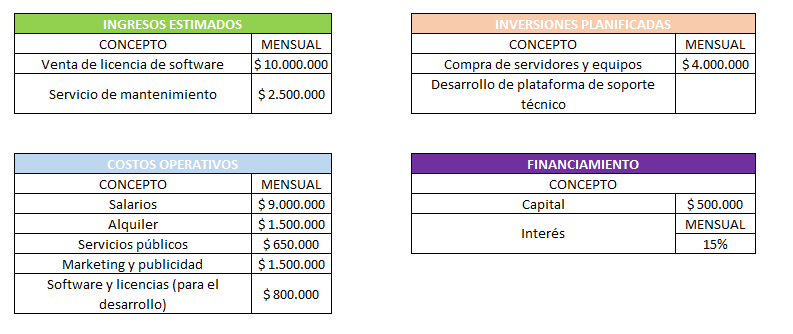 INGRESOS ESTIMADOS
CONCEPTO MENSUAL
Venta de licencia de software $ 10.000.000
Servicio de mantenimiento $ 2.500.000
INVERSIONES PLANIFICADAS
CONCEPTO MENSUAL
Compra de servidores y equipos $ 4.000.000
Desarrollo de plataforma de soporte
técnico
COSTOS OPERATIVOS
CONCEPTO MENSUAL
Salarios $ 9.000.000
Alquiler $ 1.500.000
Servicios públicos $ 650.000
Marketing y publicidad $ 1.500.000
Software y licencias (para el
desarrollo) $ 800.000
FINANCIAMIENTO
CONCEPTO
Capital $ 500.000
Interés MENSUAL
15%